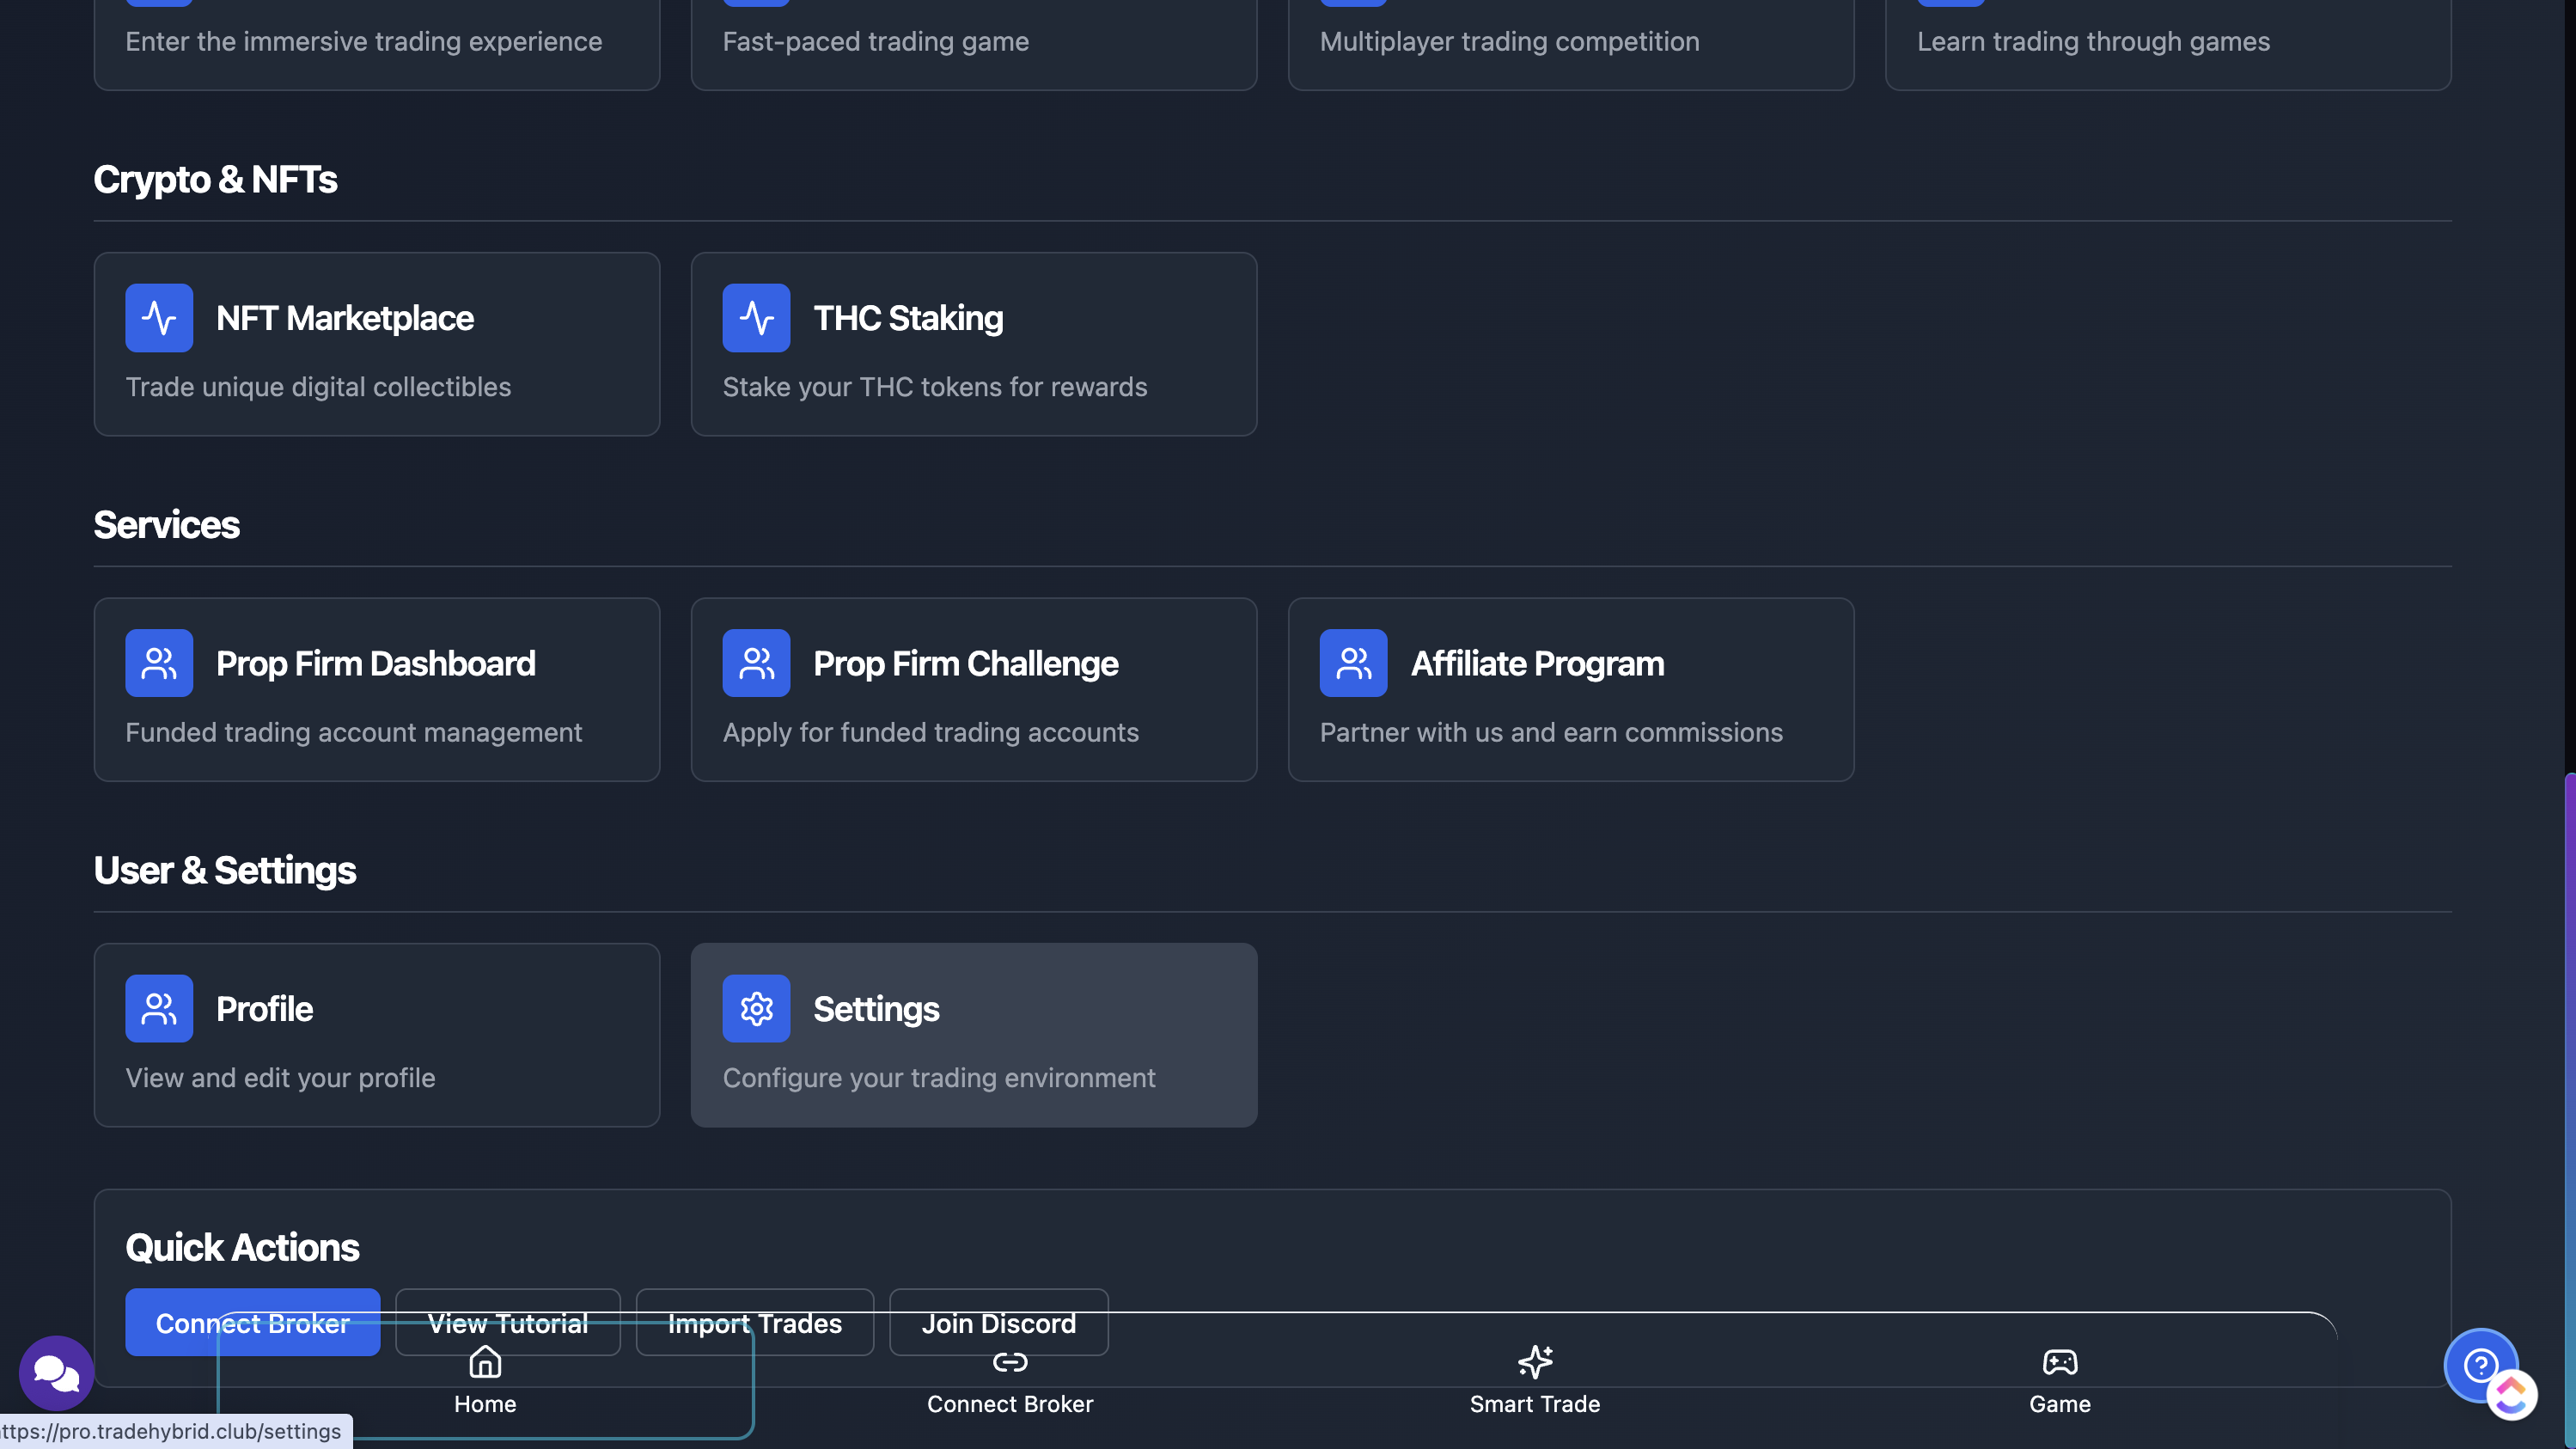 Enter the immersive trading experience
Fast-paced trading game
Multiplayer trading competition
Learn trading through games
Crypto & NFTs
NFT Marketplace
Trade unique digital collectibles
THC Staking
Stake your THC tokens for rewards
Services
Prop Firm Dashboard
Funded trading account management
Prop Firm Challenge
Apply for funded trading accounts
Affiliate Program
Partner with us and earn commissions
User & Settings
Profile
View and edit your profile
Settings
Configure your trading environment
Quick Actions
Connect Broker
View Tutorial
Import Trades
Join Discord
Home
Connect Broker
Smart Trade
Game
ttps://pro.tradehybrid.club/settings